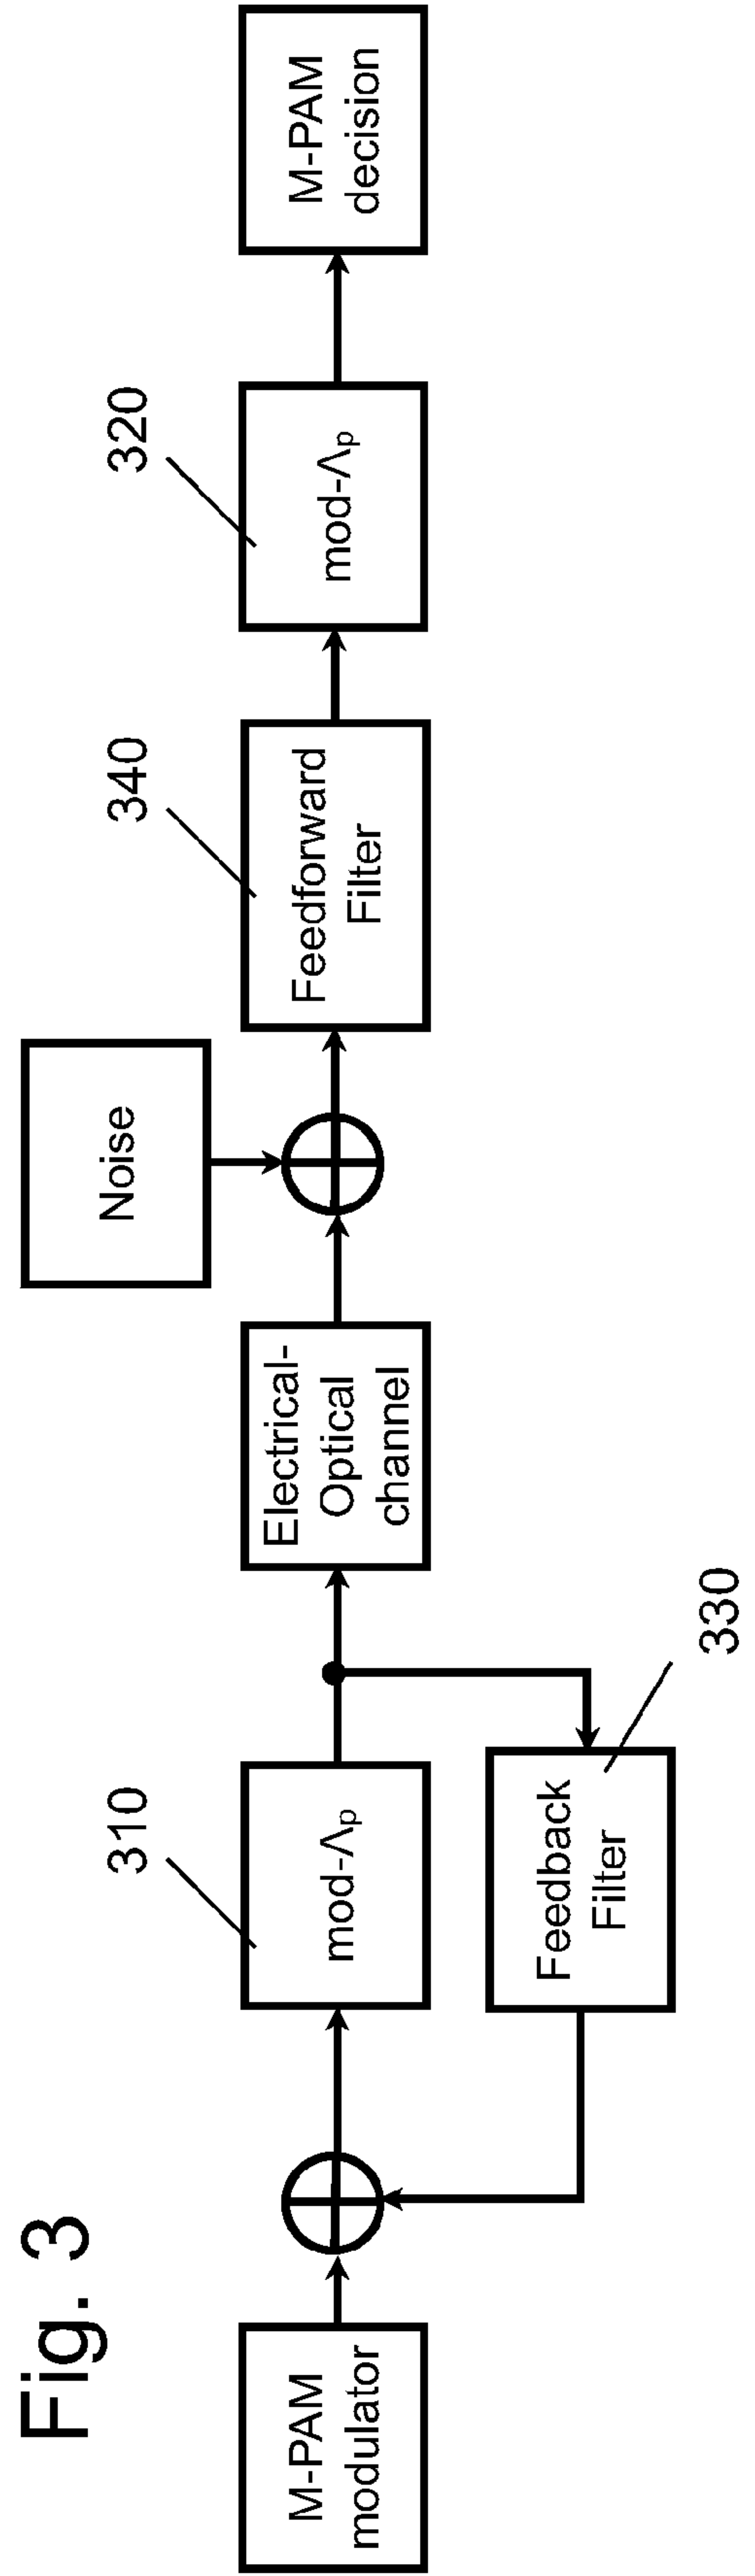 Fig. 3
M-PAM
modulator
310
mod-Λp
Feedback
Filter
330
Electrical-
Optical
channel
Noise
340
Feedforward
Filter
320
mod-Λp
M-PAM
decision